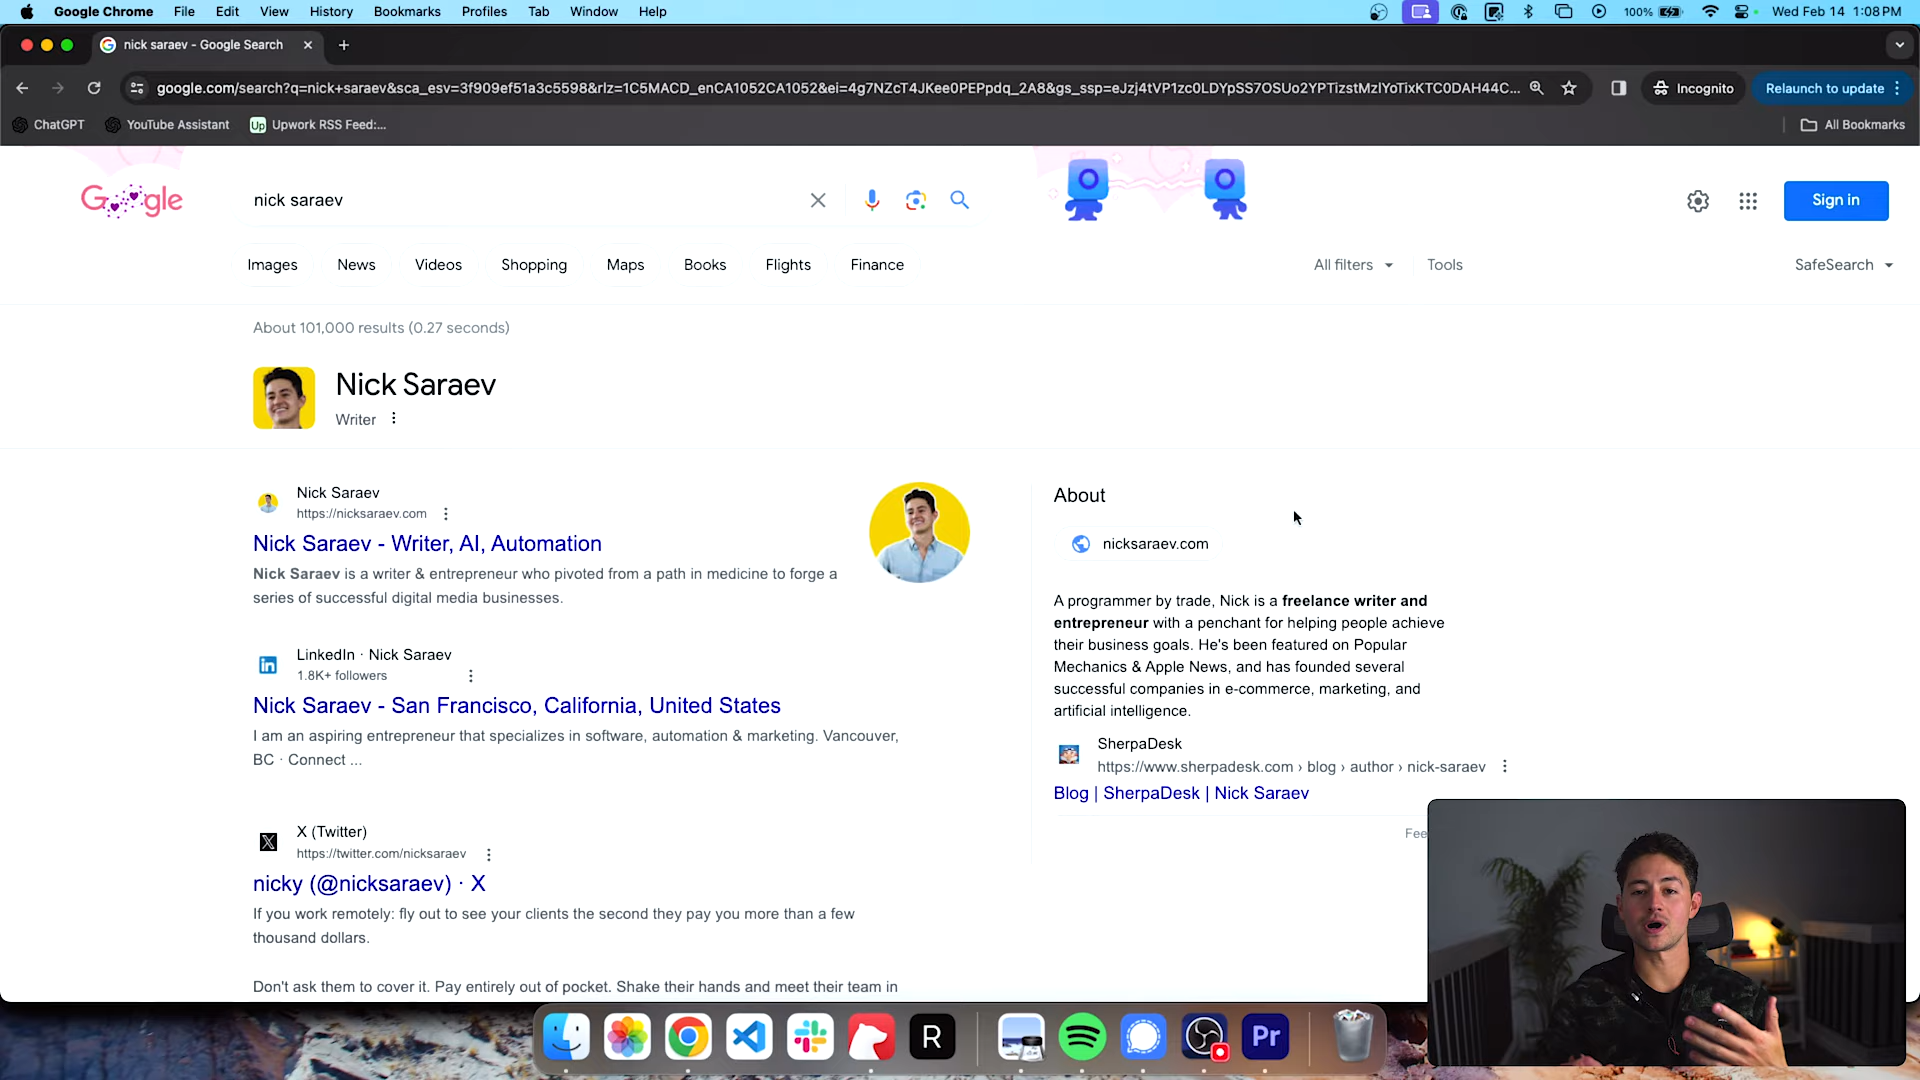 Google Chrome File Edit View History Bookmarks Profiles Tab Window Help 100% Wed Feb 14 1:08 PM
nick saraev - Google Search
google.com/search?q=nick+saraev&sca_esv=3f909ef51a3c5598&rlz=1C5MACD_enCA1052CA1052&ei=4g7NZcT4JKee0PEPpdq_2A8&gs_ssp=eJzj4tVP1zc0LDYpSS7OSUo2YPTizstMzlYoTixKTC0DAH44C... Incognito Relaunch to update
ChatGPT YouTube Assistant Up Upwork RSS Feed:... All Bookmarks
Google nick saraev Sign in
Images News Videos Shopping Maps Books Flights Finance All filters Tools SafeSearch
About 101,000 results (0.27 seconds)
Nick Saraev
Writer
Nick Saraev
https://nicksaraev.com
Nick Saraev - Writer, AI, Automation
Nick Saraev is a writer & entrepreneur who pivoted from a path in medicine to forge a
series of successful digital media businesses.
LinkedIn · Nick Saraev
1.8K+ followers
Nick Saraev - San Francisco, California, United States
I am an aspiring entrepreneur that specializes in software, automation & marketing. Vancouver,
BC · Connect ...
X (Twitter)
https://twitter.com/nicksaraev
nicky (@nicksaraev) · X
If you work remotely: fly out to see your clients the second they pay you more than a few
thousand dollars.
Don't ask them to cover it. Pay entirely out of pocket. Shake their hands and meet their team in
About
nicksaraev.com
A programmer by trade, Nick is a freelance writer and
entrepreneur with a penchant for helping people achieve
their business goals. He's been featured on Popular
Mechanics & Apple News, and has founded several
successful companies in e-commerce, marketing, and
artificial intelligence.
SherpaDesk
https://www.sherpadesk.com › blog › author › nick-saraev
Blog | SherpaDesk | Nick Saraev
Fee
R Pr